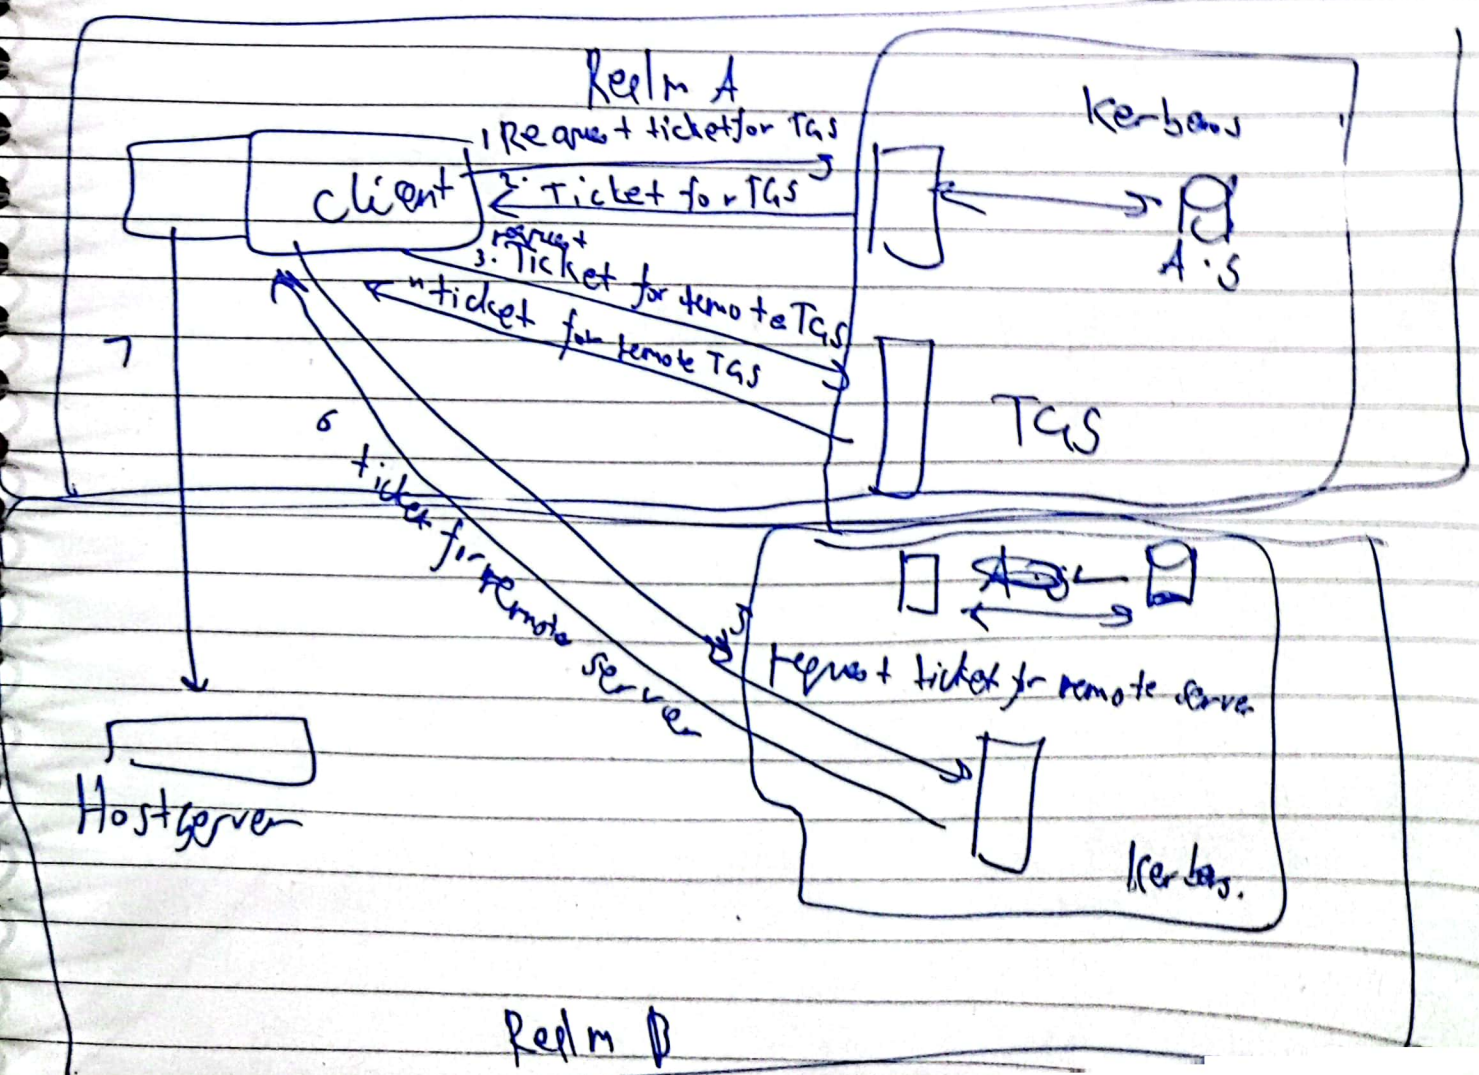 Realm A
Kerberos
1 Request ticket for TGS
client
2. Ticket for TGS
A.S
request
3. Ticket for remote TGS
4 ticket for remote TGS
7
TGS
6
ticket for remote server
5
request ticket for remote server
Hostserver
Kerbers.
Realm B